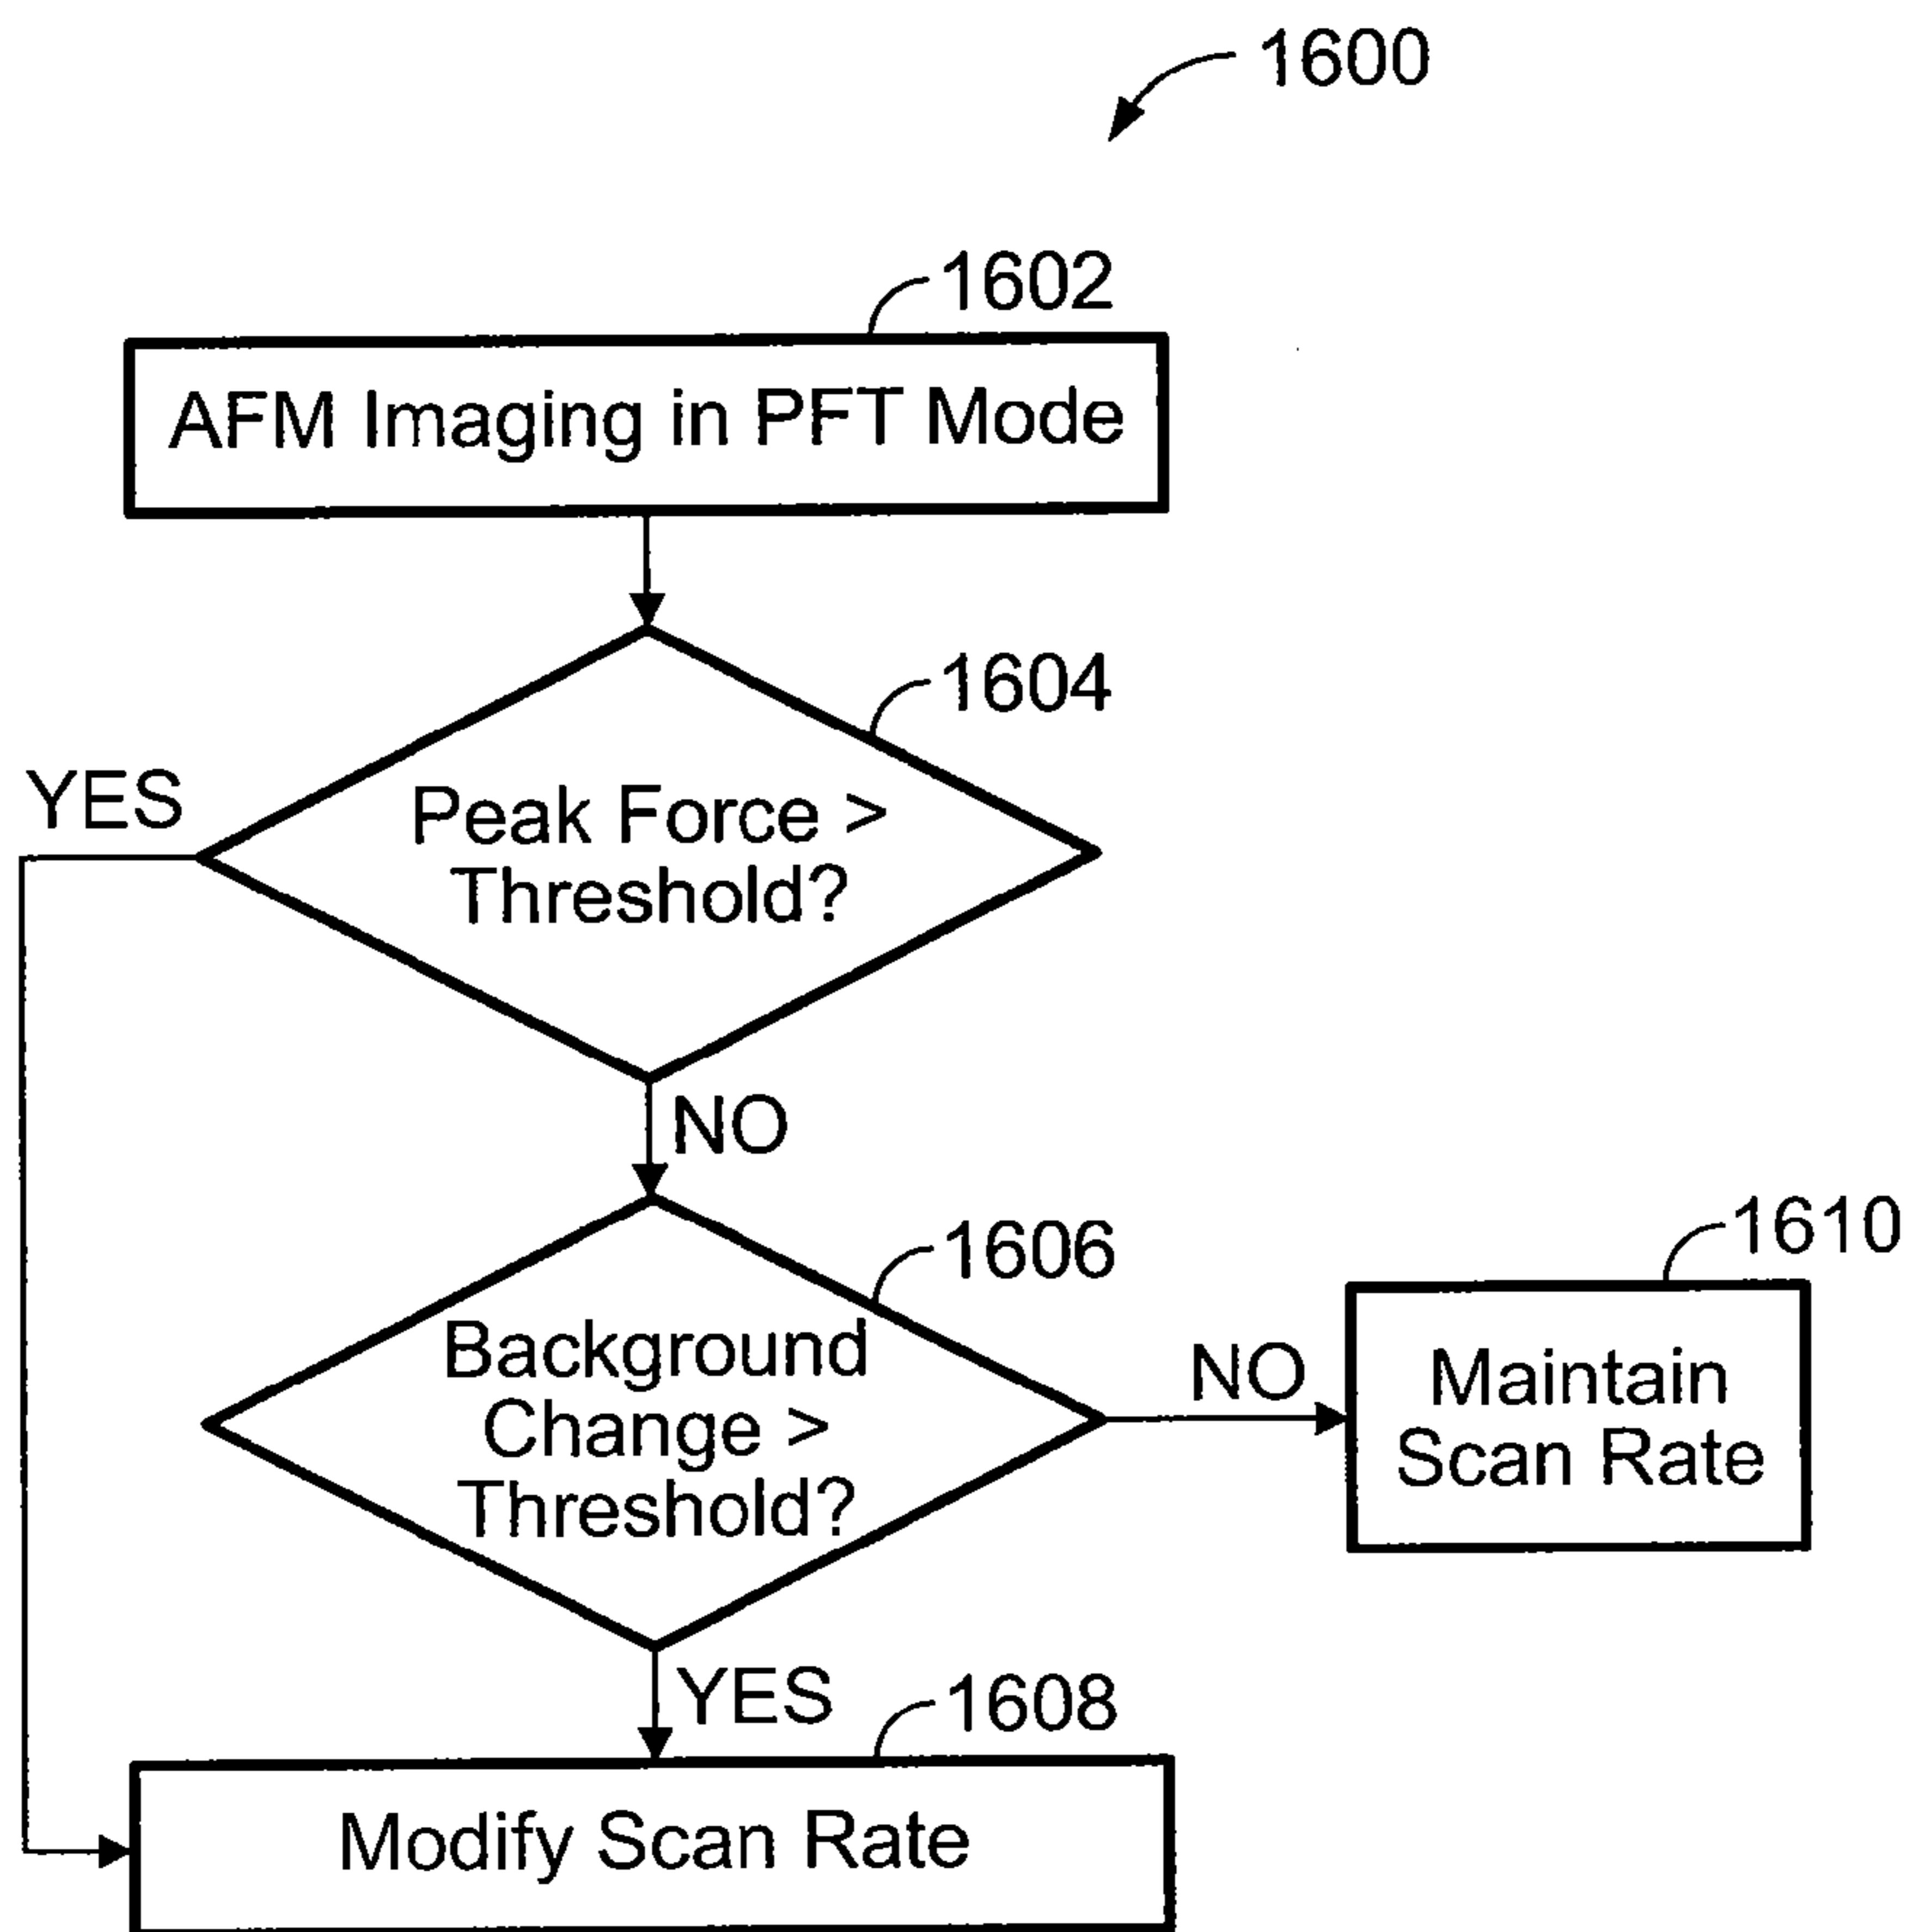 1600
1602
AFM Imaging in PFT Mode
1604
YES
Peak Force >
Threshold?
NO
1606
1610
Background
Change >
Threshold?
NO
Maintain
Scan Rate
YES
1608
Modify Scan Rate